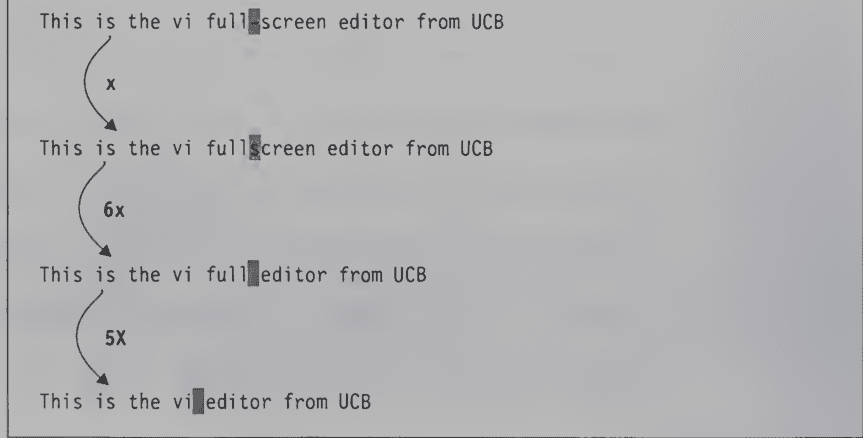 This is the vi full-screen editor from UCB
x
This is the vi fullscreen editor from UCB
6x
This is the vi full editor from UCB
5X
This is the vi editor from UCB